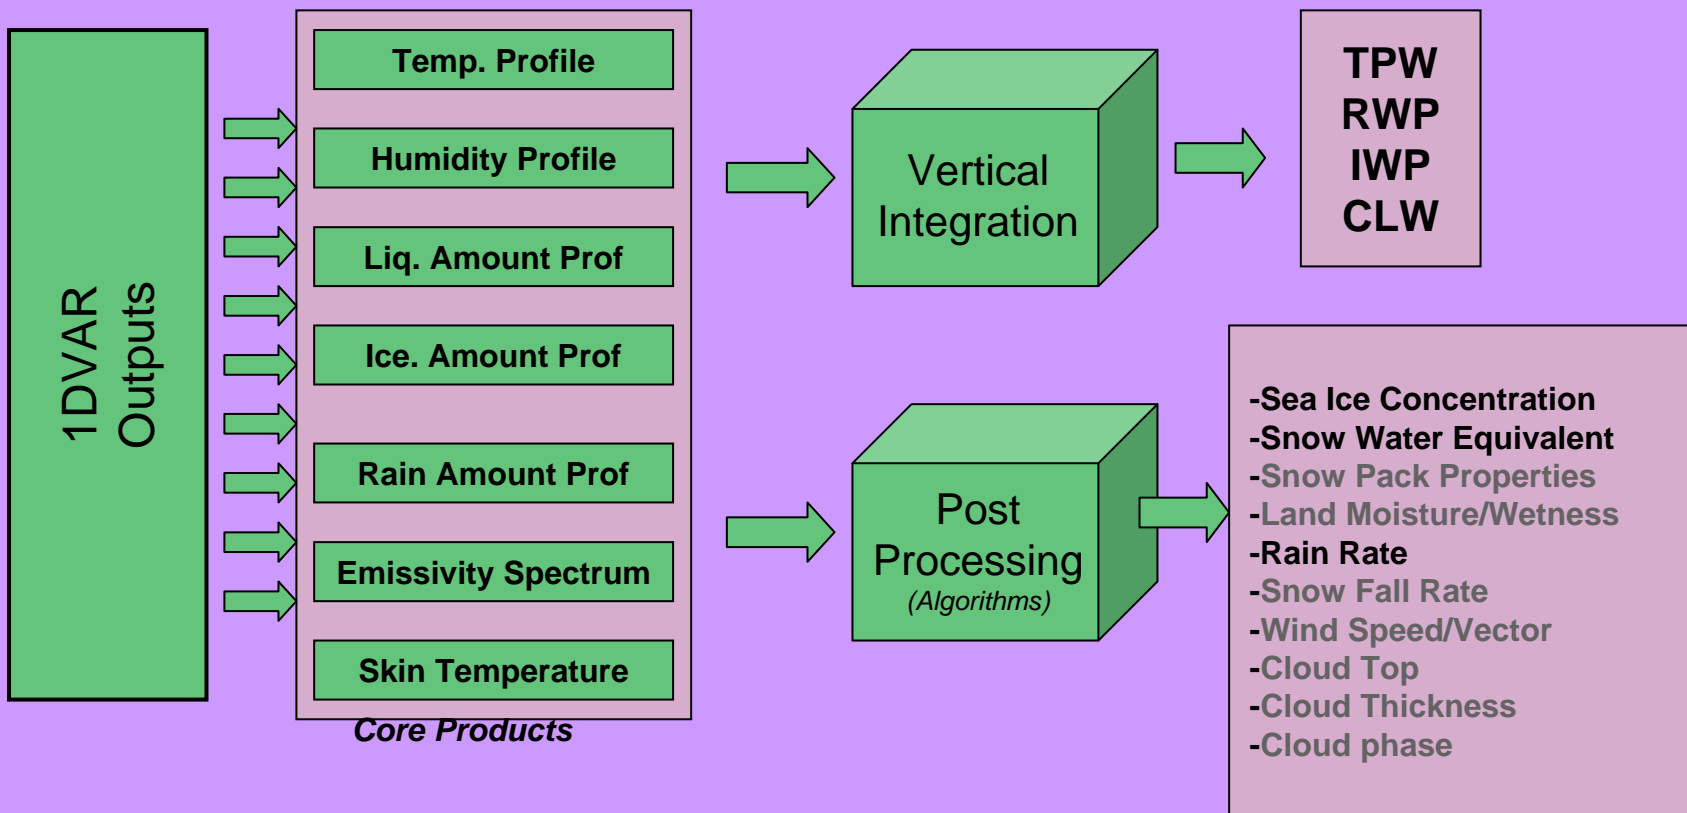 1DVAR
Outputs
Temp. Profile
Humidity Profile
Liq. Amount Prof
Ice. Amount Prof
Rain Amount Prof
Emissivity Spectrum
Skin Temperature
Core Products
Vertical
Integration
TPW
RWP
IWP
CLW
Post
Processing
(Algorithms)
-Sea Ice Concentration
-Snow Water Equivalent
-Snow Pack Properties
-Land Moisture/Wetness
-Rain Rate
-Snow Fall Rate
-Wind Speed/Vector
-Cloud Top
-Cloud Thickness
-Cloud phase